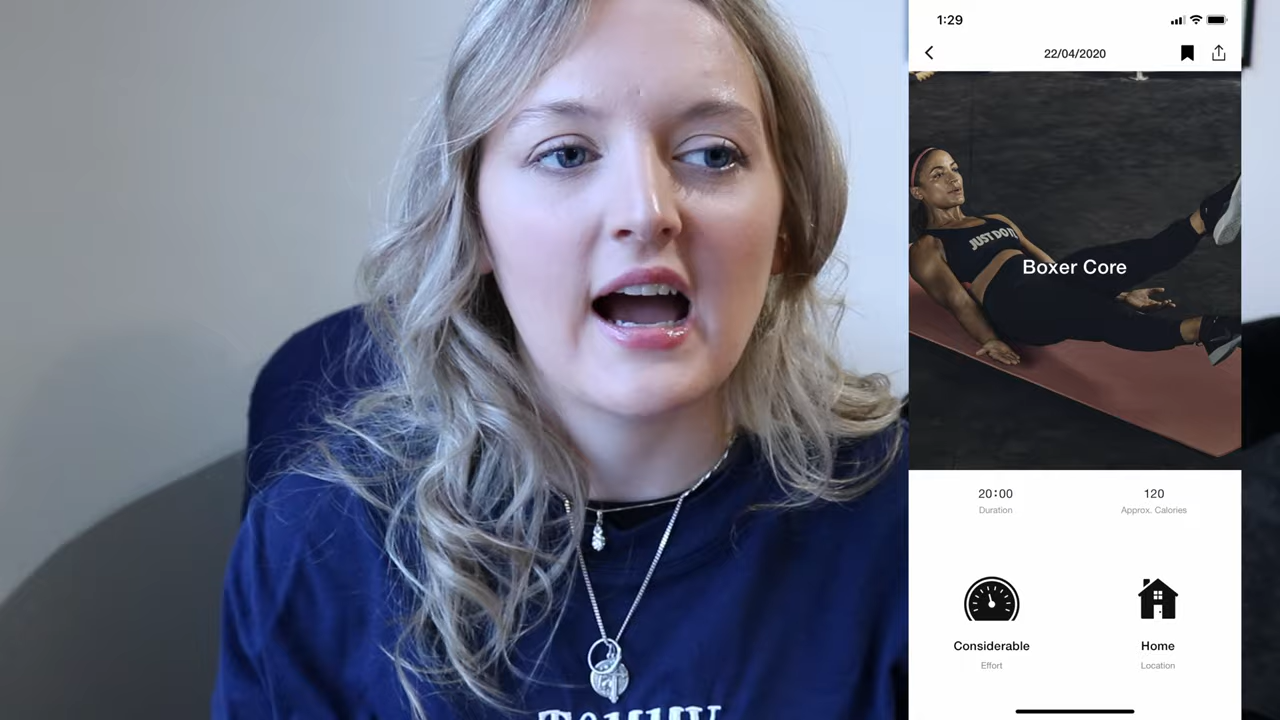 1:29
22/04/2020
JUST DO IT
Boxer Core
20:00
120
Duration
Approx. Calories
Considerable
Home
Effort
Location
TOMMY